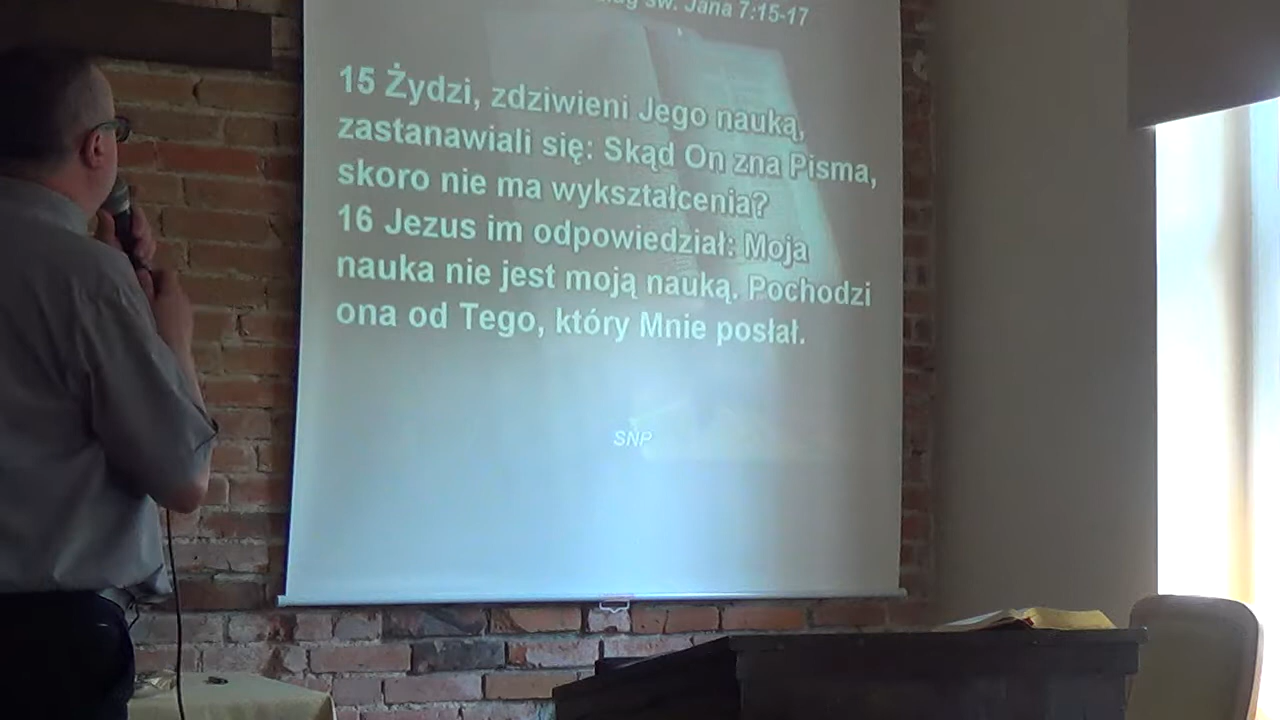 św. Jana 7:15-17
15 Żydzi, zdziwieni Jego nauką,
zastanawiali się: Skąd On zna Pisma,
skoro nie ma wykształcenia?
16 Jezus im odpowiedział: Moja
nauka nie jest moją nauką. Pochodzi
ona od Tego, który Mnie posłał.
SNP